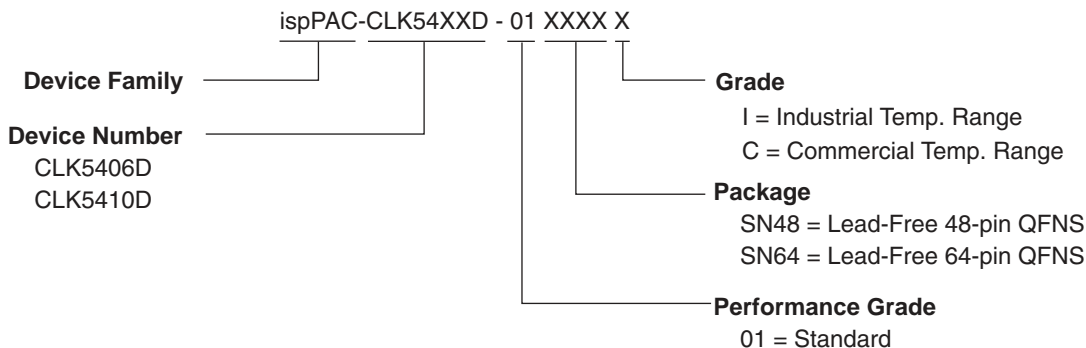 ispPAC-CLK54XXD - 01 XXXX X
Device Family
Device Number
CLK5406D
CLK5410D
Grade
I = Industrial Temp. Range
C = Commercial Temp. Range
Package
SN48 = Lead-Free 48-pin QFNS
SN64 = Lead-Free 64-pin QFNS
Performance Grade
01 = Standard